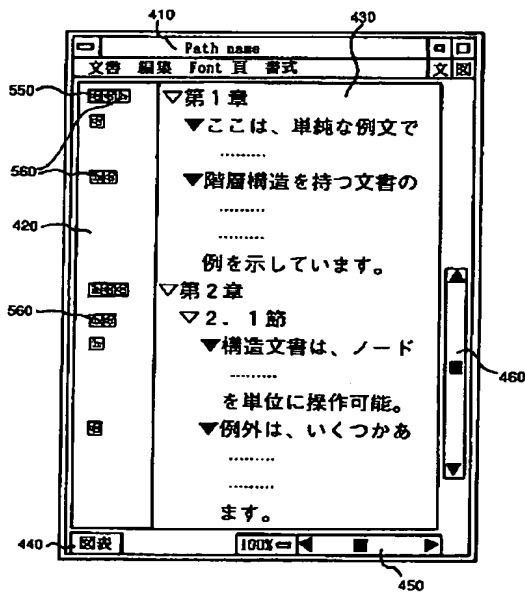 410
430
Path name
文書 編集 Font 頁 書式 文 図
550
▽第1章
▼ここは、単純な例文で
………
560
▼階層構造を持つ文書の
………
420
………
例を示しています。
▽第2章
560
▽2. 1節
▼構造文書は、ノード
460
………
を単位に操作可能。
▼例外は、いくつかあ
………
………
ます。
440
図表 100%
450